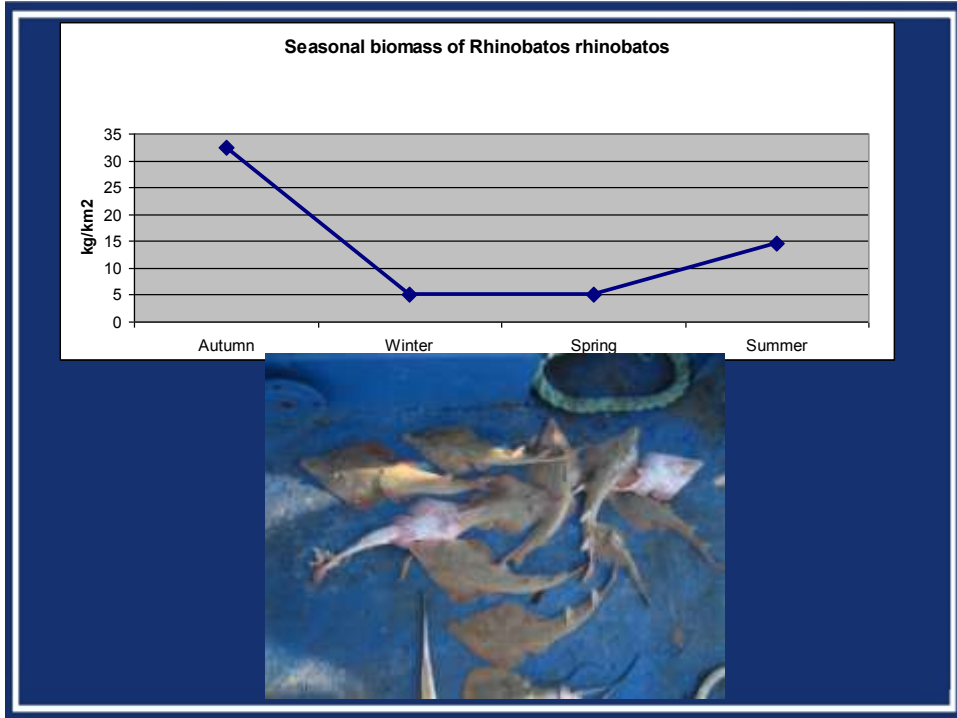 Seasonal biomass of Rhinobatos rhinobatos
kg/km2
35
30
25
20
15
10
5
0
Autumn Winter Spring Summer